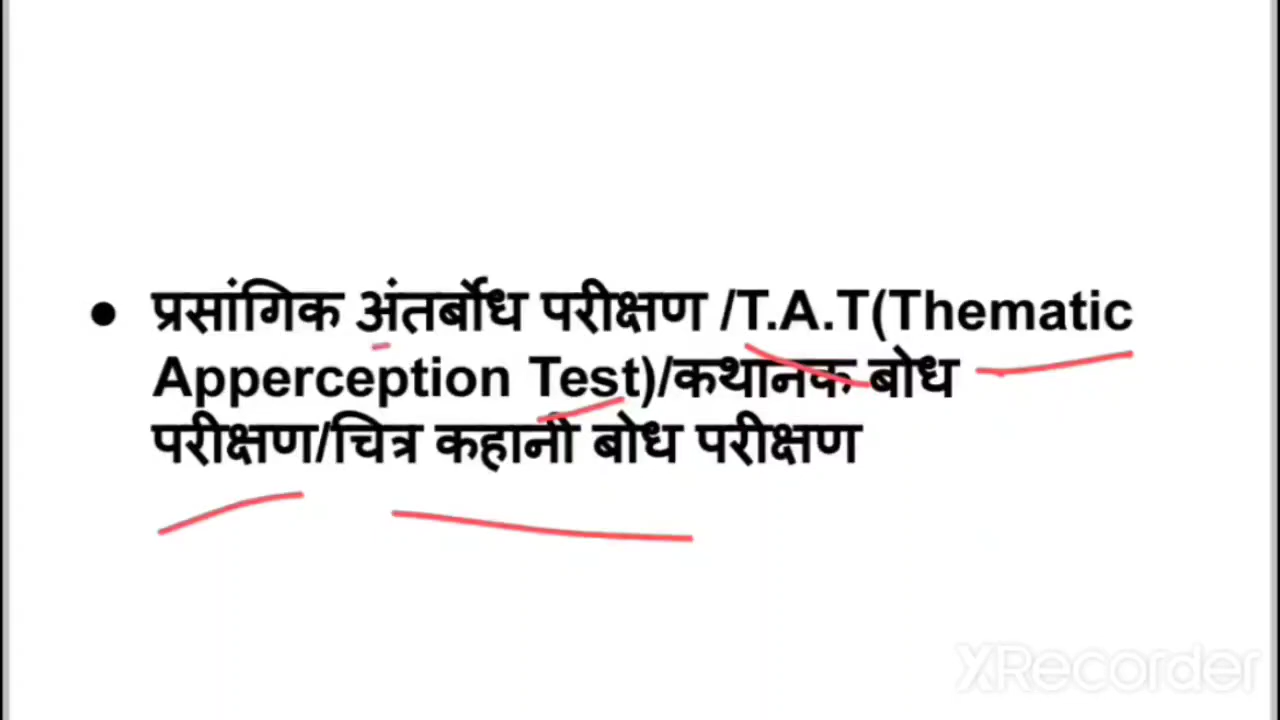 ● प्रसांगिक अंतर्बोध परीक्षण /T.A.T(Thematic
Apperception Test)/कथानक बोध
परीक्षण/चित्र कहानी बोध परीक्षण
XRecorder